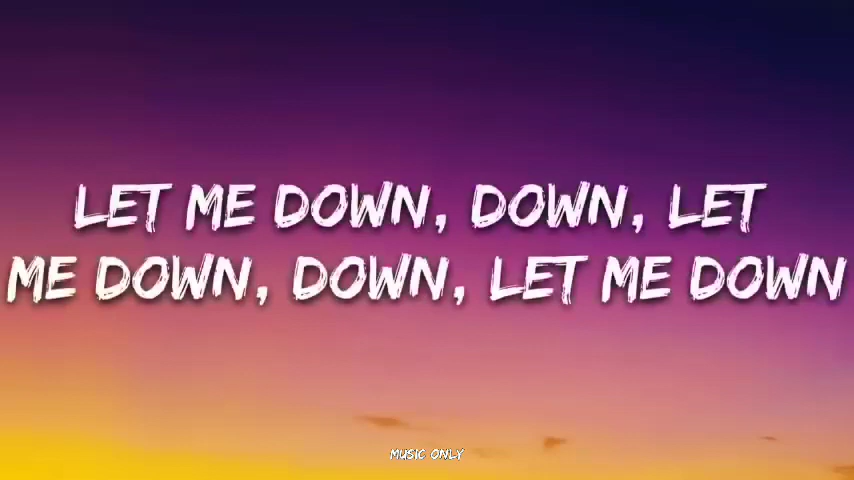 LET ME DOWN, DOWN, LET
ME DOWN, DOWN, LET ME DOWN
MUSIC ONLY